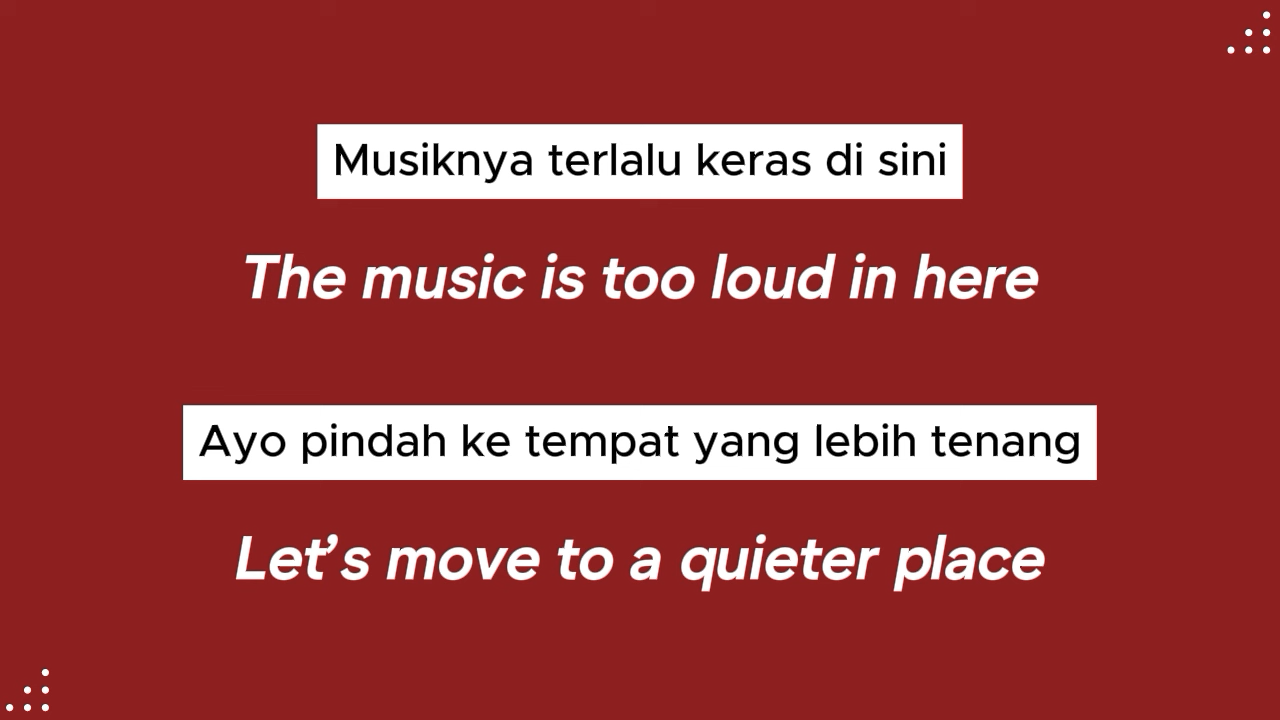 Musiknya terlalu keras di sini
The music is too loud in here
Ayo pindah ke tempat yang lebih tenang
Let’s move to a quieter place